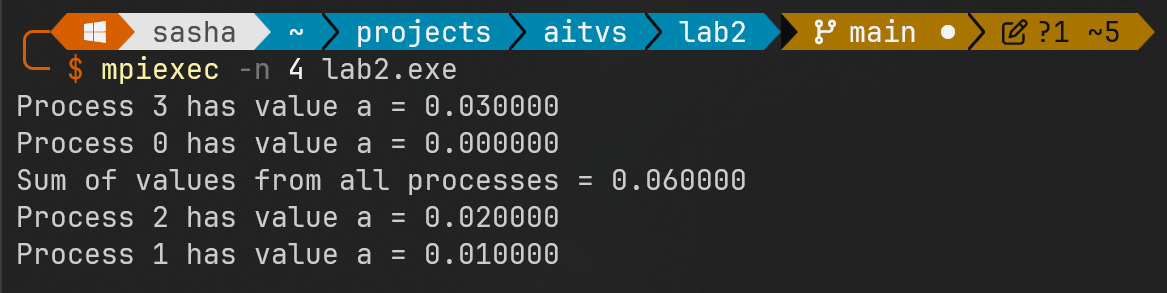 sasha ~ projects aitvs lab2 main ?1 ~5
$ mpiexec -n 4 lab2.exe
Process 3 has value a = 0.030000
Process 0 has value a = 0.000000
Sum of values from all processes = 0.060000
Process 2 has value a = 0.020000
Process 1 has value a = 0.010000